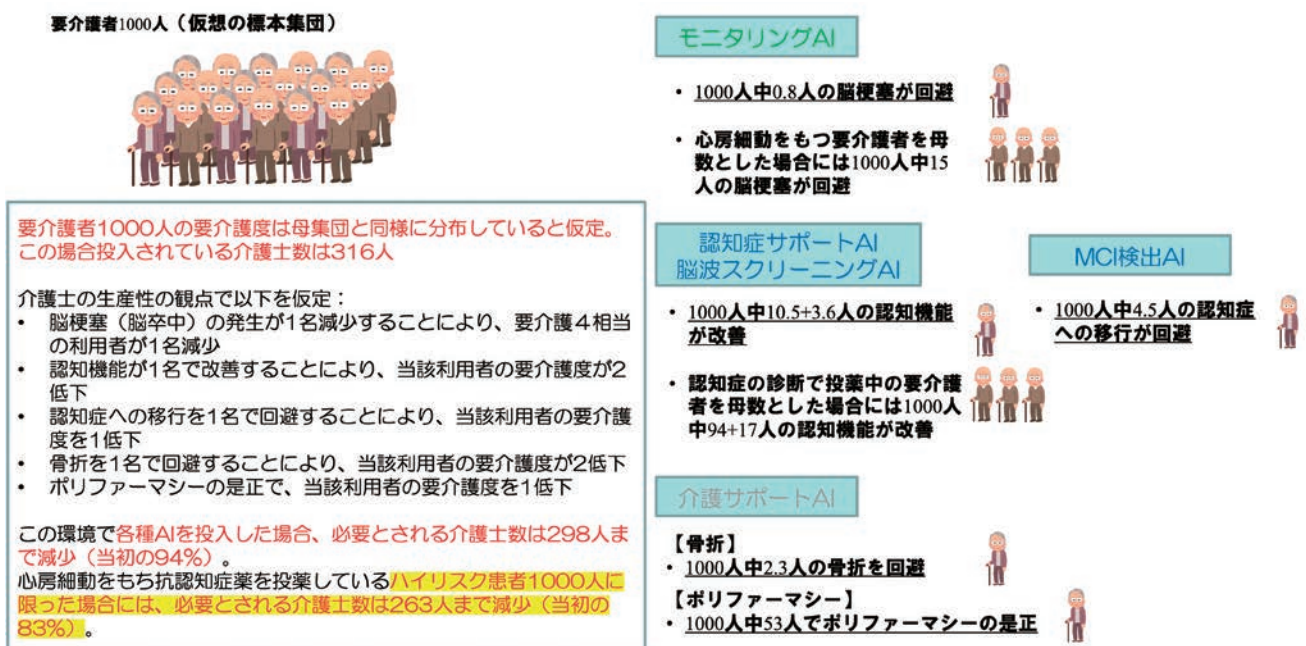 要介護者1000人（仮想の標本集団）
要介護者1000人の要介護度は母集団と同様に分布していると仮定。
この場合投入されている介護士数は316人
介護士の生産性の観点で以下を仮定：
• 脳梗塞（脳卒中）の発生が1名減少することにより、要介護４相当
の利用者が1名減少
• 認知機能が1名で改善することにより、当該利用者の要介護度が2
低下
• 認知症への移行を1名で回避することにより、当該利用者の要介護
度を1低下
• 骨折を1名で回避することにより、当該利用者の要介護度が2低下
• ポリファーマシーの是正で、当該利用者の要介護度を1低下
この環境で各種AIを投入した場合、必要とされる介護士数は298人ま
で減少（当初の94%）。
心房細動をもち抗認知症薬を投薬しているハイリスク患者1000人に
限った場合には、必要とされる介護士数は263人まで減少（当初の
83%）。
モニタリングAI
• 1000人中0.8人の脳梗塞が回避
• 心房細動をもつ要介護者を母
数とした場合には1000人中15
人の脳梗塞が回避
認知症サポートAI
脳波スクリーニングAI
• 1000人中10.5+3.6人の認知機能
が改善
• 認知症の診断で投薬中の要介護
者を母数とした場合には1000人
中94+17人の認知機能が改善
MCI検出AI
• 1000人中4.5人の認知症
への移行が回避
介護サポートAI
【骨折】
• 1000人中2.3人の骨折を回避
【ポリファーマシー】
• 1000人中53人でポリファーマシーの是正